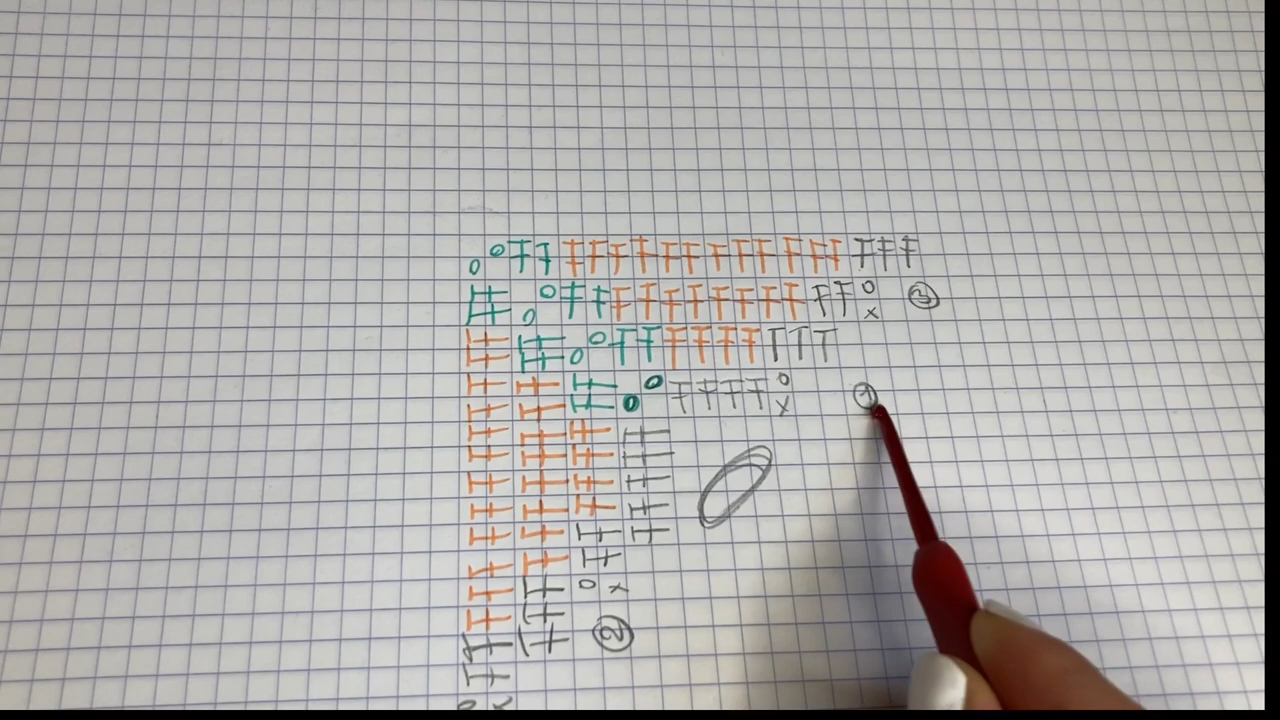 ③
①
②